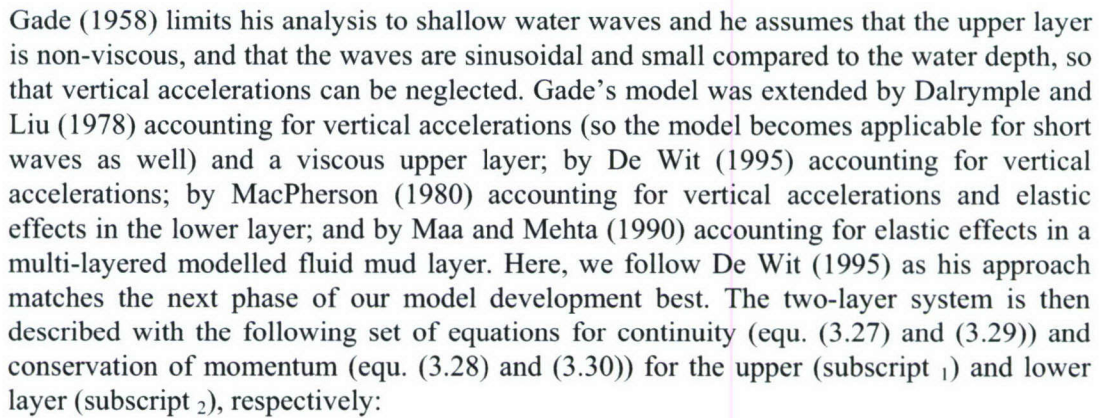 Gade (1958) limits his analysis to shallow water waves and he assumes that the upper layer
is non-viscous, and that the waves are sinusoidal and small compared to the water depth, so
that vertical accelerations can be neglected. Gade's model was extended by Dalrymple and
Liu (1978) accounting for vertical accelerations (so the model becomes applicable for short
waves as well) and a viscous upper layer; by De Wit (1995) accounting for vertical
accelerations; by MacPherson (1980) accounting for vertical accelerations and elastic
effects in the lower layer; and by Maa and Mehta (1990) accounting for elastic effects in a
multi-layered modelled fluid mud layer. Here, we follow De Wit (1995) as his approach
matches the next phase of our model development best. The two-layer system is then
described with the following set of equations for continuity (equ. (3.27) and (3.29)) and
conservation of momentum (equ. (3.28) and (3.30)) for the upper (subscript ₁) and lower
layer (subscript ₂), respectively: